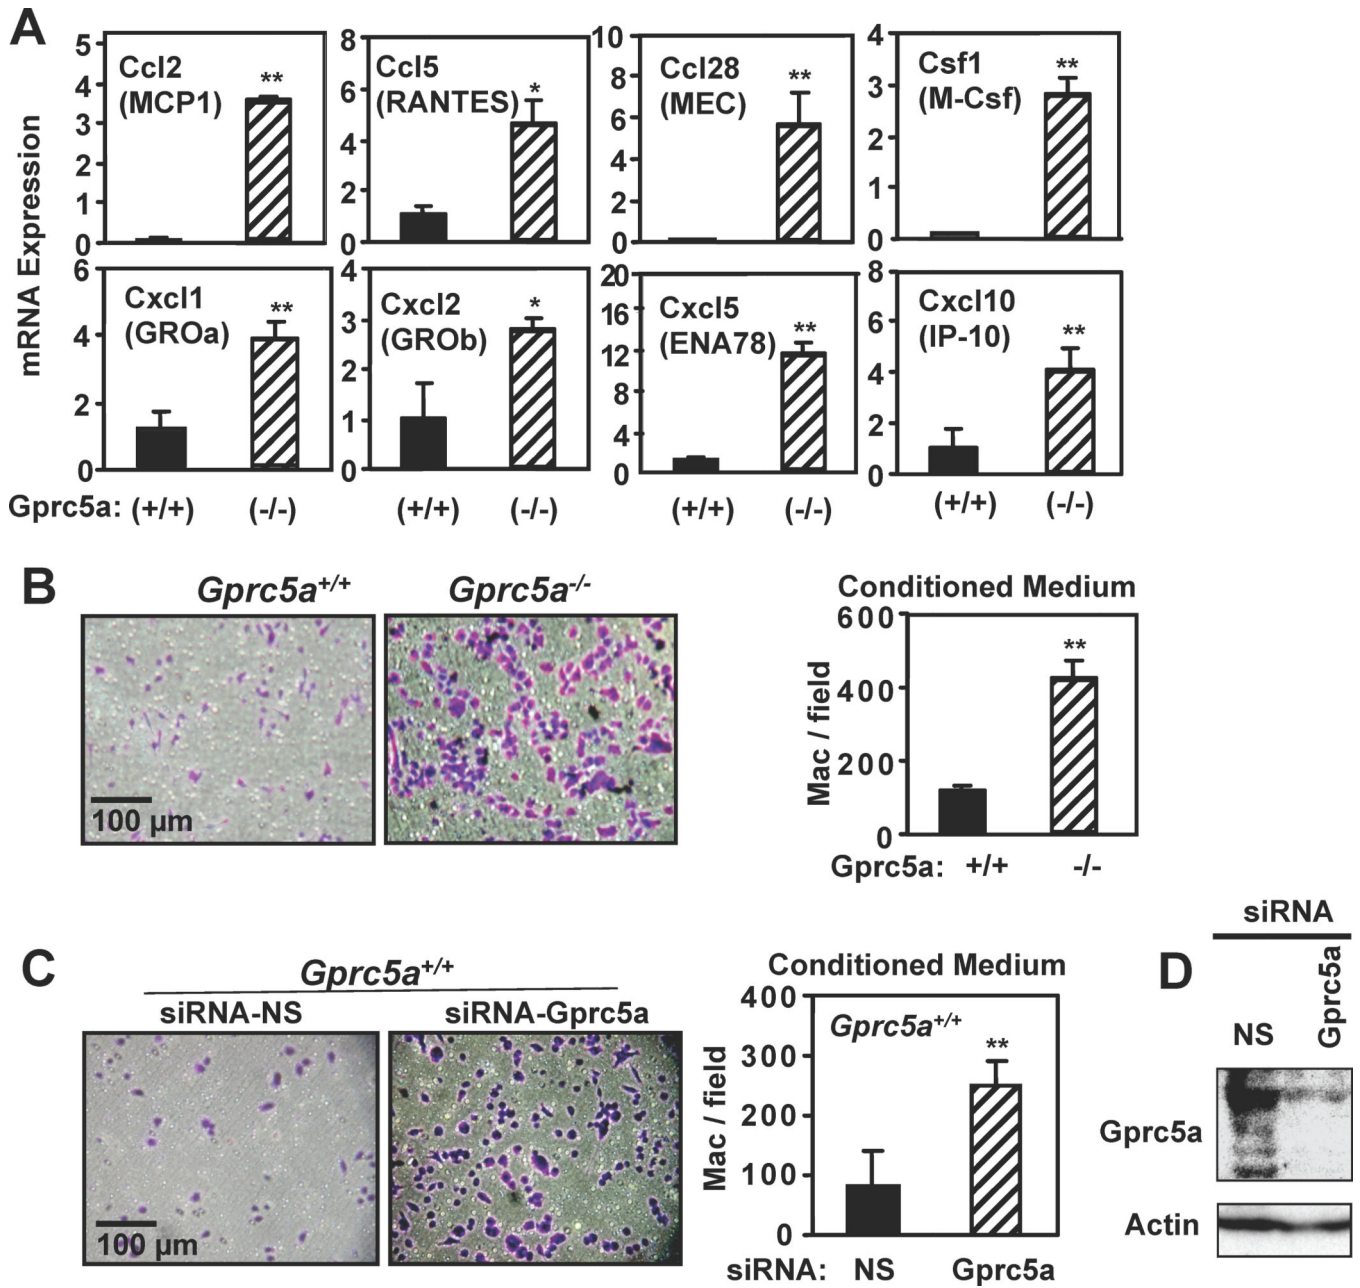 A
mRNA Expression
5
4
3
2
1
0
Ccl2
(MCP1)
**
8
6
4
2
0
Ccl5
(RANTES)
*
10
8
6
4
2
0
Ccl28
(MEC)
**
4
3
2
1
0
Csf1
(M-Csf)
**
6
4
2
0
Cxcl1
(GROa)
**
4
3
2
1
0
Cxcl2
(GROb)
*
20
16
12
8
4
0
Cxcl5
(ENA78)
**
8
6
4
2
0
Cxcl10
(IP-10)
**
Gprc5a: (+/+) (-/-) (+/+) (-/-) (+/+) (-/-) (+/+) (-/-)
B
Gprc5a+/+ Gprc5a-/-
100 µm
Conditioned Medium
Mac / field
600
400
200
0
**
Gprc5a: +/+ -/-
C
Gprc5a+/+
siRNA-NS siRNA-Gprc5a
100 µm
Conditioned Medium
Mac / field
400
300
200
100
0
Gprc5a+/+
**
siRNA: NS Gprc5a
D
siRNA
NS Gprc5a
Gprc5a
Actin